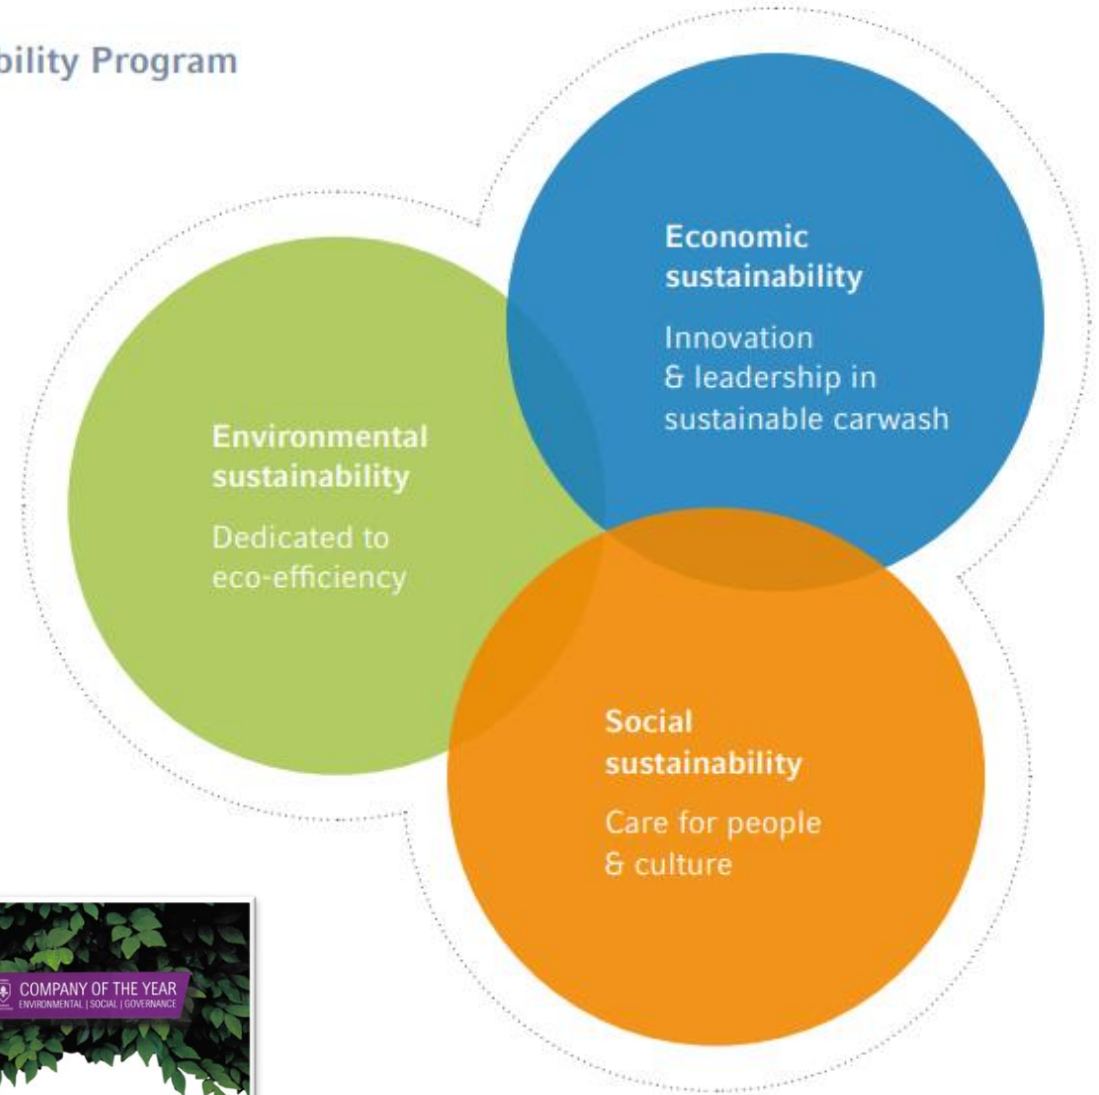 bility Program
Economic
sustainability
Innovation
& leadership in
sustainable carwash
Environmental
sustainability
Dedicated to
eco-efficiency
Social
sustainability
Care for people
& culture
COMPANY OF THE YEAR
ENVIRONMENTAL | SOCIAL | GOVERNANCE